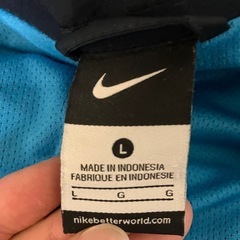 L
MADE IN INDONESIA
FABRIQUE EN INDONESIE
L G G
nikebetterworld.com